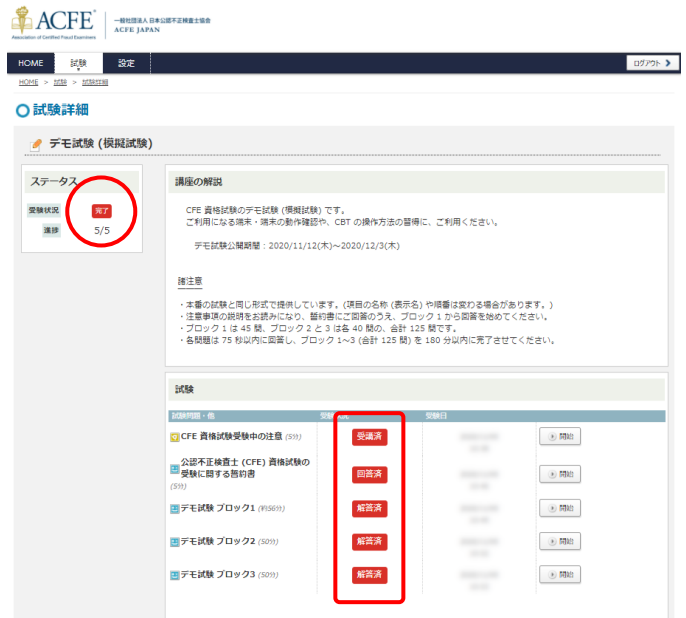 ACFE
Association of Certified Fraud Examiners
一般社団法人 日本公認不正検査士協会
ACFE JAPAN
HOME 試験 設定 ログアウト
HOME > 試験 > 試験詳細
試験詳細
デモ試験 (模擬試験)
ステータス
受験状況 完了
進捗 5/5
講座の解説
CFE 資格試験のデモ試験 (模擬試験) です。
ご利用になる端末・端末の動作確認や、CBT の操作方法の習得に、ご利用ください。
デモ試験公開期間:2020/11/12(木)~2020/12/3(木)
諸注意
・本番の試験と同じ形式で提供しています。(項目の名称 (表示名) や順番は変わる場合があります。)
・注意事項の説明をお読みになり、誓約書にご回答のうえ、ブロック 1 から回答を始めてください。
・ブロック 1 は 45 問、ブロック 2 と 3 は各 40 問の、合計 125 問です。
・各問題は 75 秒以内に回答し、ブロック 1~3 (合計 125 問) を 180 分以内に完了させてください。
試験
試験問題・他 受験状況 受験日
CFE 資格試験受験中の注意 (5分) 受講済 開始
公認不正検査士 (CFE) 資格試験の
受験に関する誓約書 回答済 開始
(5分)
デモ試験 ブロック1 (約56分) 解答済 開始
デモ試験 ブロック2 (50分) 解答済 開始
デモ試験 ブロック3 (50分) 解答済 開始